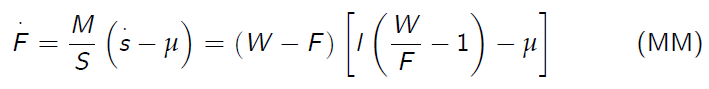 Ḟ = M/S (ṡ − μ) = (W − F) [I (W/F − 1) − μ] (MM)